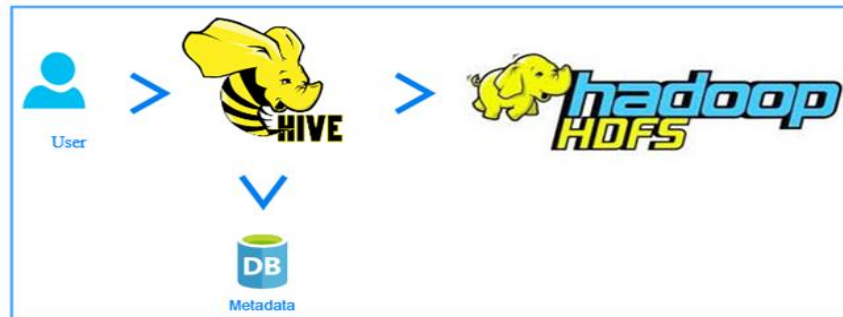 User
HIVE
hadoop
HDFS
DB
Metadata